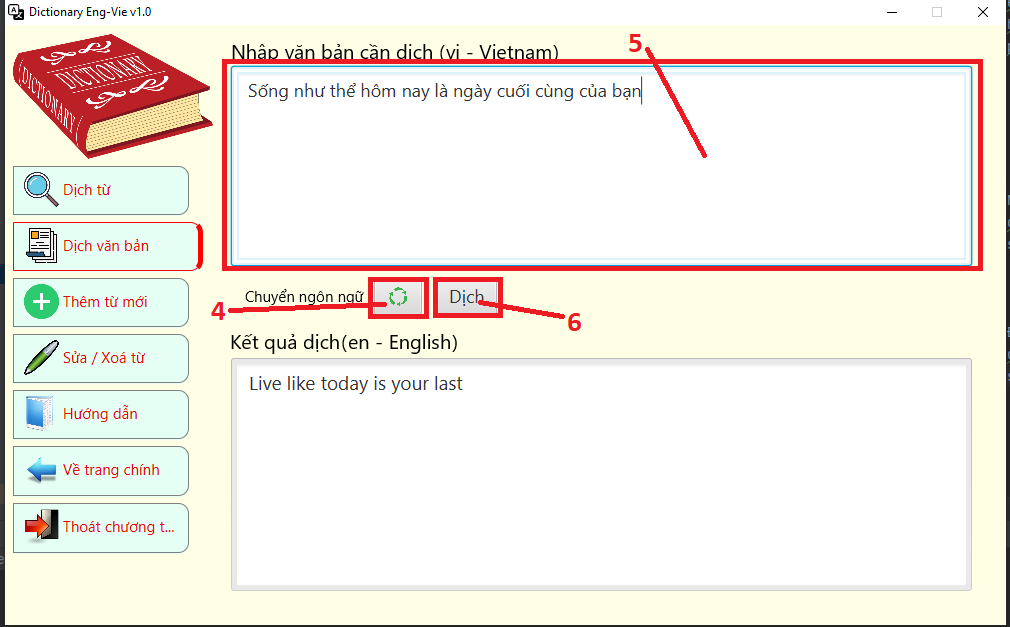 Dictionary Eng-Vie v1.0
DICTIONARY
DICTIONARY
Nhập văn bản cần dịch (vi - Vietnam)
5
Sống như thể hôm nay là ngày cuối cùng của bạn
Dịch từ
Dịch văn bản
Thêm từ mới
Sửa / Xoá từ
Hướng dẫn
Về trang chính
Thoát chương t...
4
Chuyển ngôn ngữ
Dịch
6
Kết quả dịch(en - English)
Live like today is your last